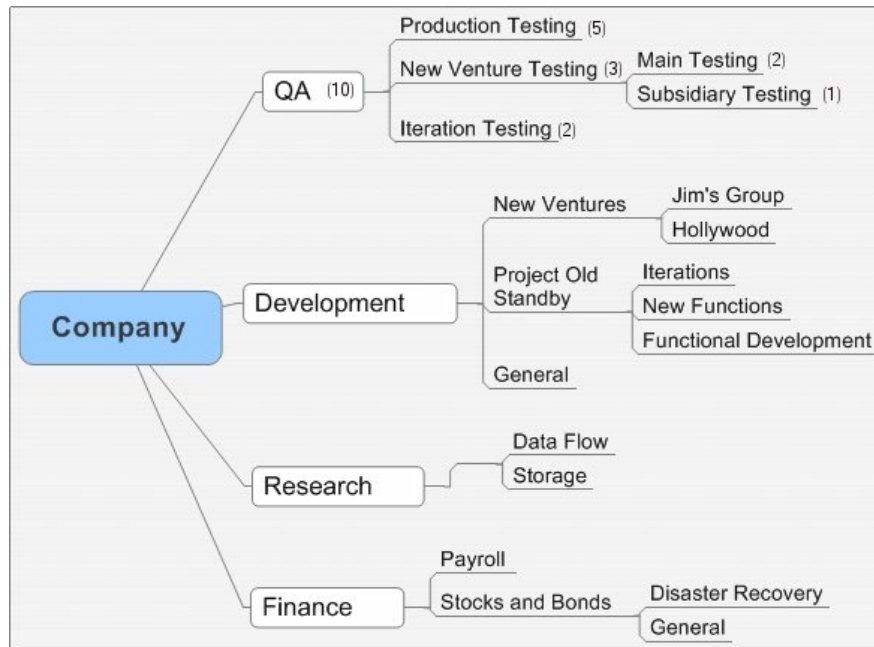 Production Testing (5)
QA (10)
New Venture Testing (3)
Main Testing (2)
Subsidiary Testing (1)
Iteration Testing (2)
Company
Development
New Ventures
Jim's Group
Hollywood
Project Old
Standby
Iterations
New Functions
Functional Development
General
Research
Data Flow
Storage
Finance
Payroll
Stocks and Bonds
Disaster Recovery
General